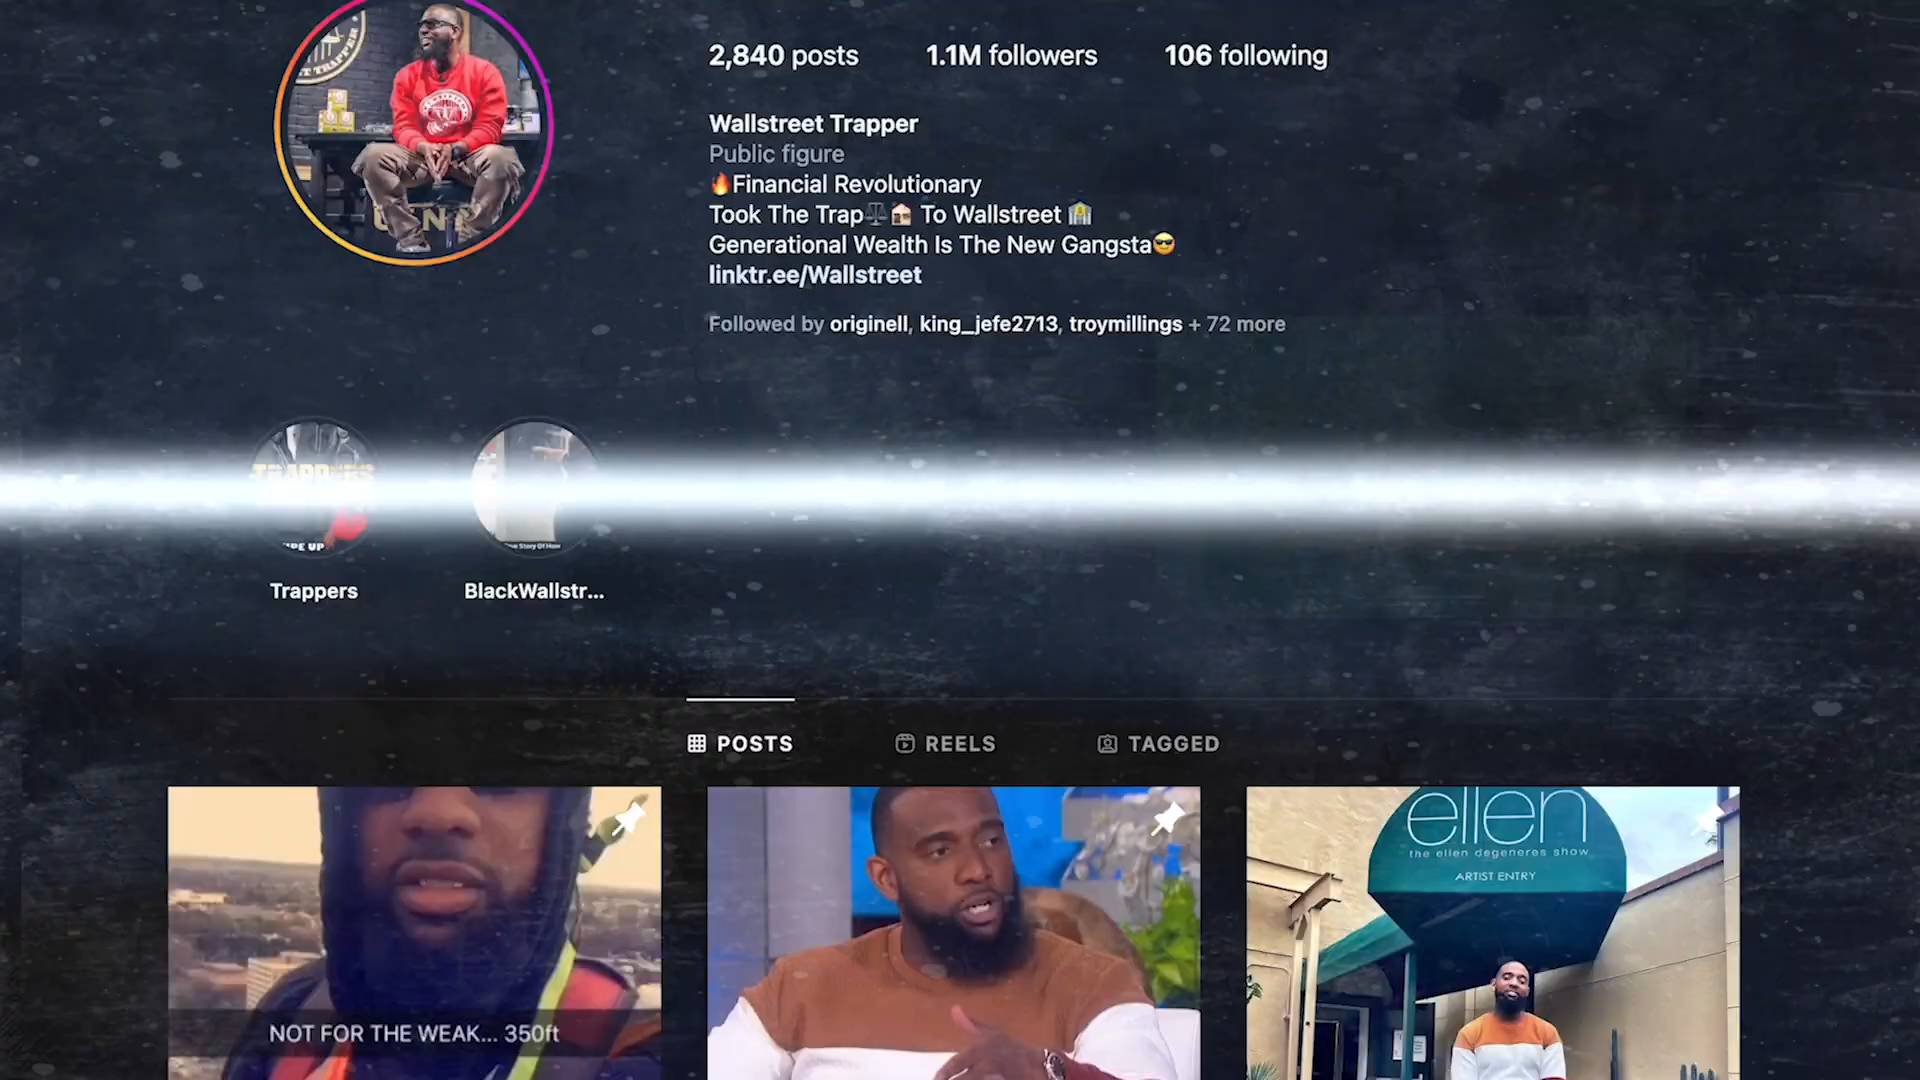 2,840 posts 1.1M followers 106 following
Wallstreet Trapper
Public figure
🔥Financial Revolutionary
Took The Trap⚖️🏠 To Wallstreet 🏦
Generational Wealth Is The New Gangsta😎
linktr.ee/Wallstreet
Followed by originell, king_jefe2713, troymillings + 72 more
Trappers BlackWallstr...
POSTS REELS TAGGED
ellen
the ellen degeneres show
ARTIST ENTRY
NOT FOR THE WEAK... 350ft